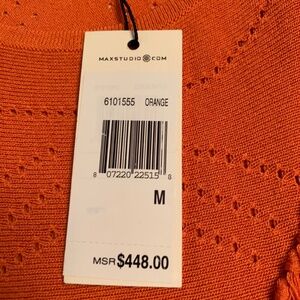 MAXSTUDIO COM
6101555 ORANGE
8 07220 22515 8
M
MSR $448.00